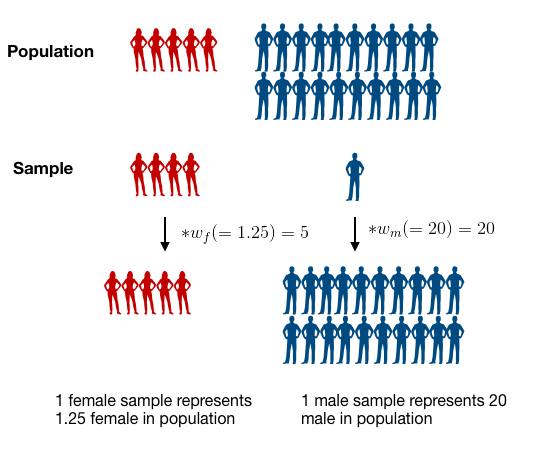 Population
Sample
*w_f(= 1.25) = 5
*w_m(= 20) = 20
1 female sample represents
1.25 female in population
1 male sample represents 20
male in population